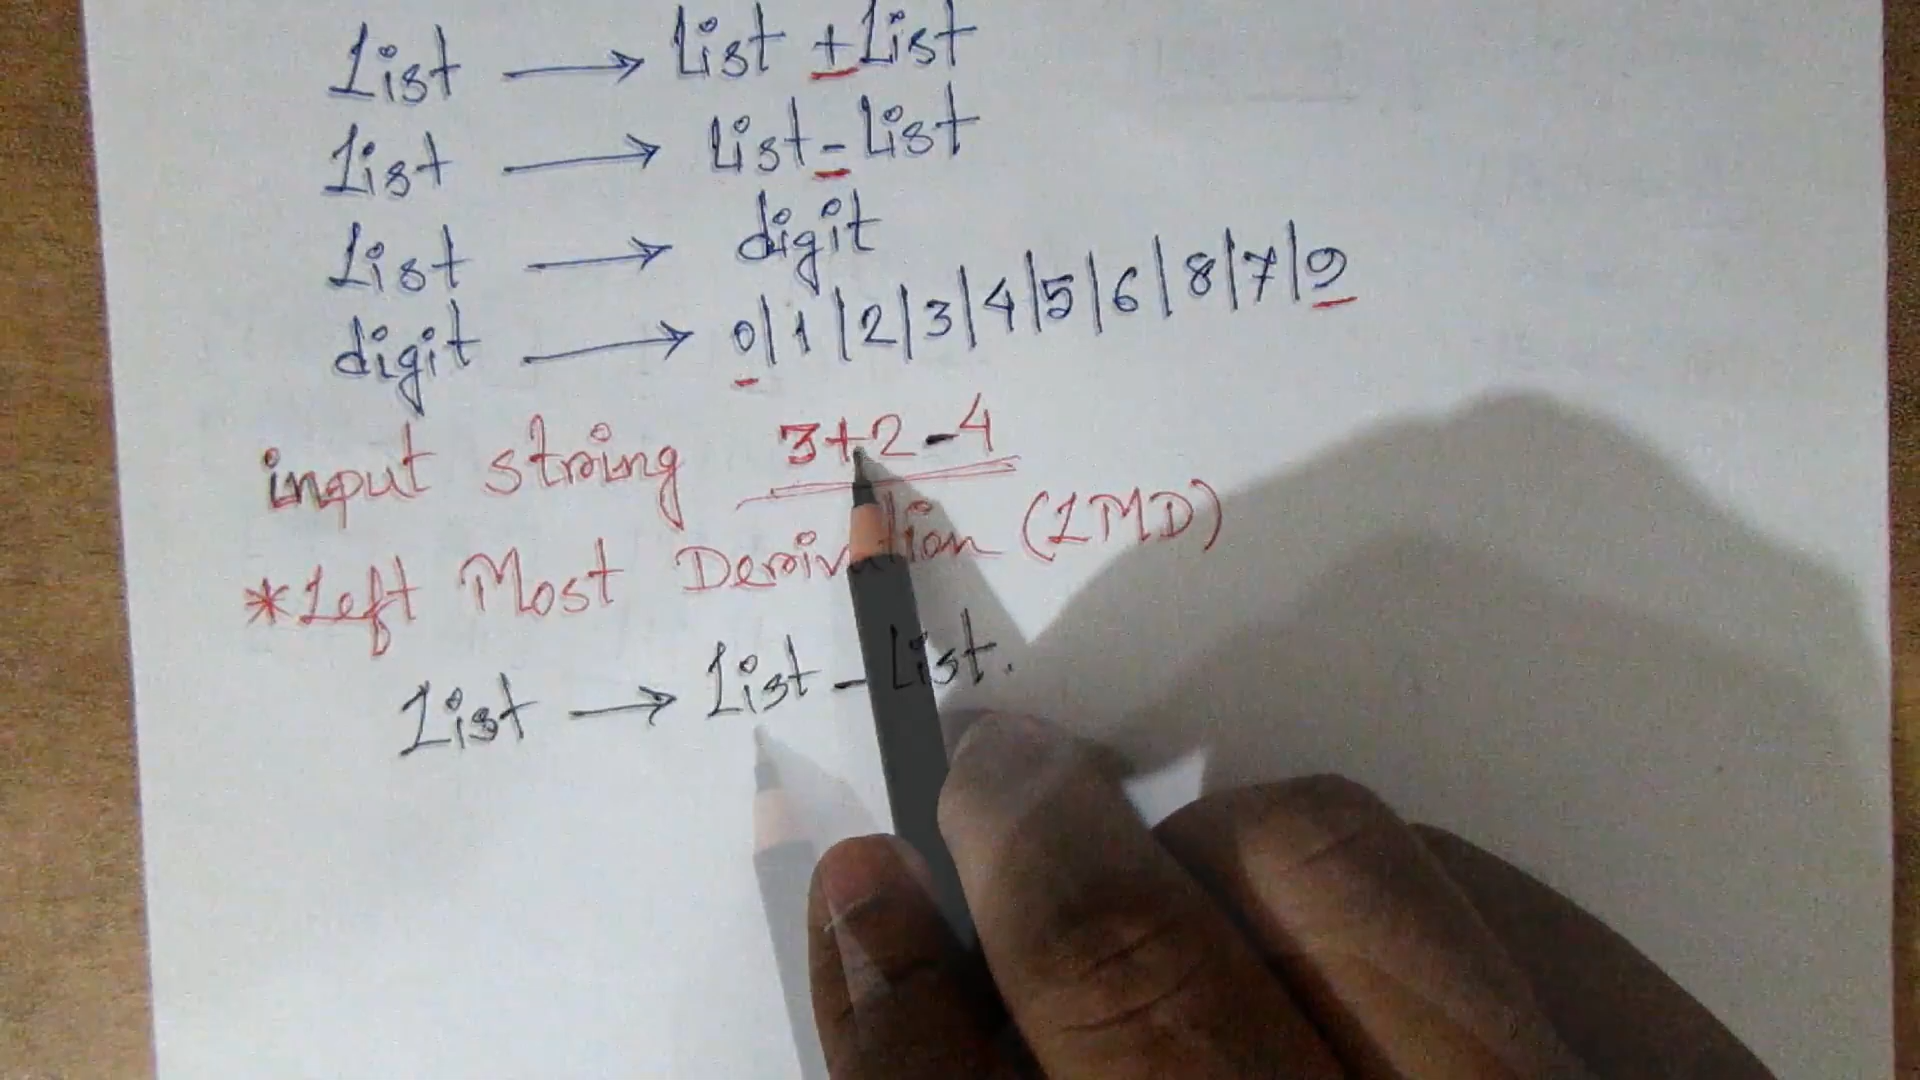 List → List + List
List → List - List
List → digit
digit → 0|1|2|3|4|5|6|8|7|9
input string 3+2-4
*Left Most Derivation (LMD)
List → List - List.